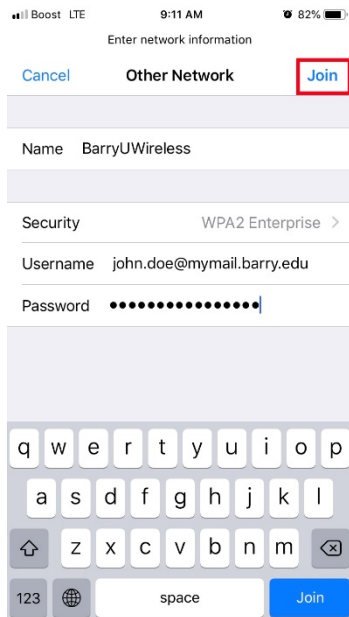 Boost LTE 9:11 AM 82%
Enter network information
Cancel Other Network Join
Name BarryUWireless
Security WPA2 Enterprise >
Username john.doe@mymail.barry.edu
Password ●●●●●●●●●●●●●●●●
q w e r t y u i o p
a s d f g h j k l
z x c v b n m
123 space Join